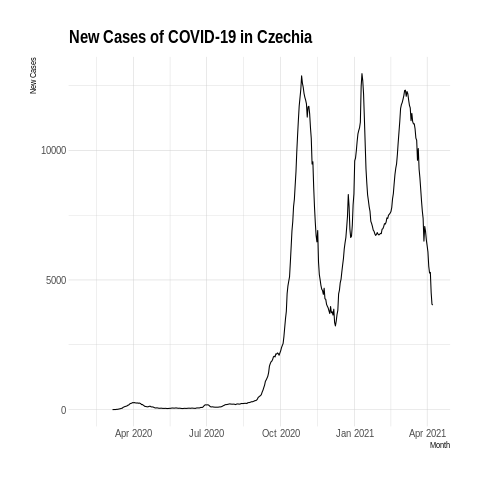 New Cases of COVID-19 in Czechia
New Cases
10000
5000
0
Apr 2020 Jul 2020 Oct 2020 Jan 2021 Apr 2021
Month